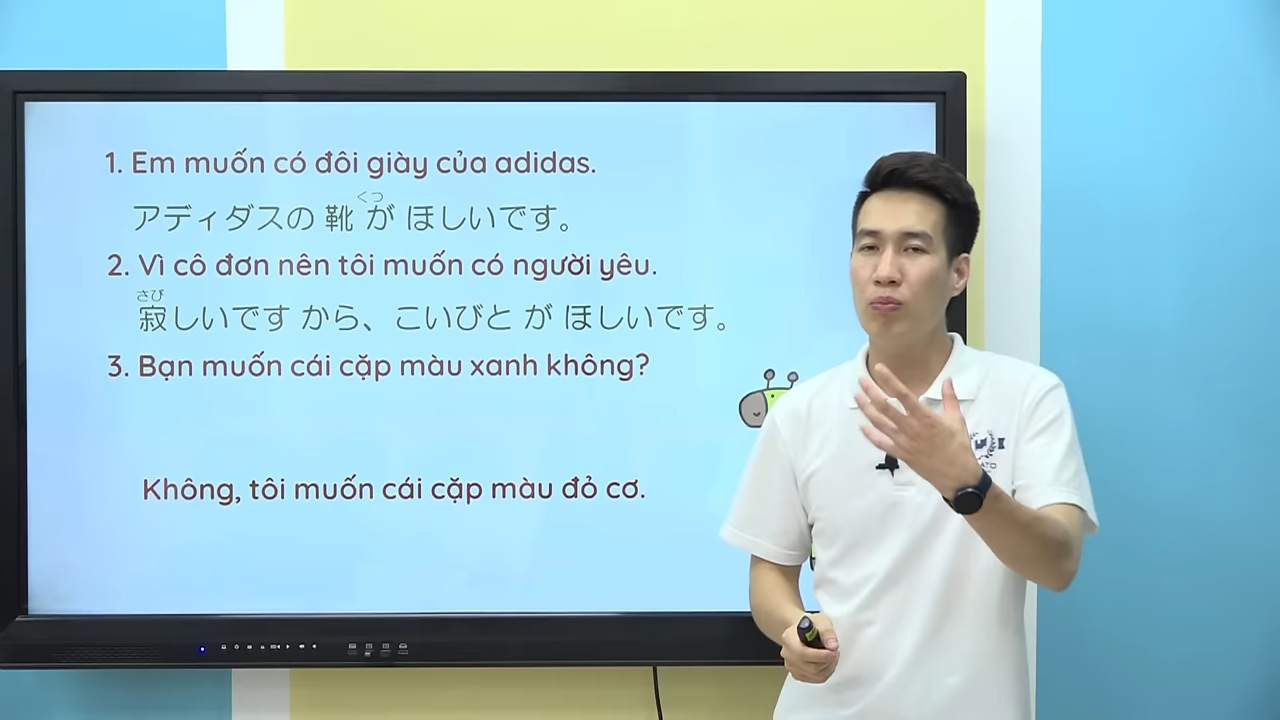 1. Em muốn có đôi giày của adidas.
くつ
アディダスの 靴 が ほしいです。
2. Vì cô đơn nên tôi muốn có người yêu.
さび
寂しいです から、こいびと が ほしいです。
3. Bạn muốn cái cặp màu xanh không?
Không, tôi muốn cái cặp màu đỏ cơ.